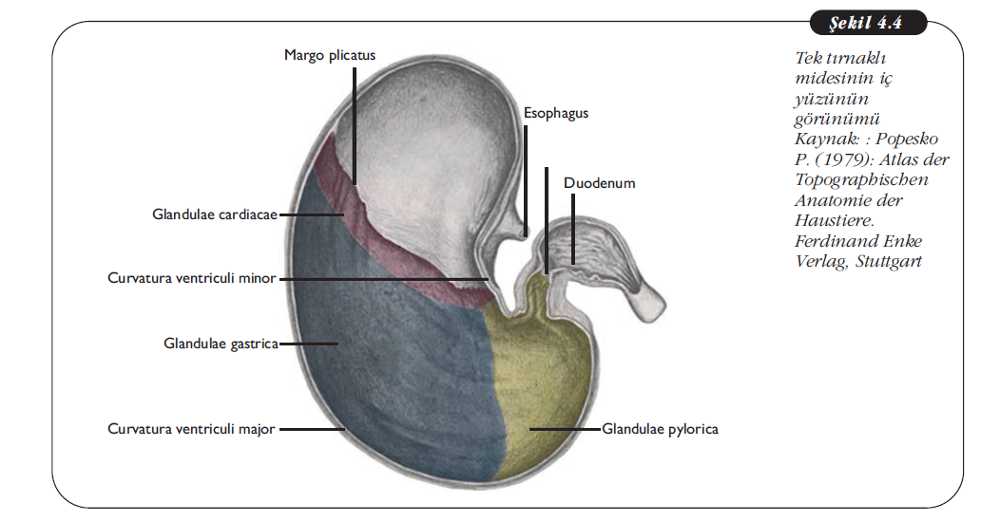 Şekil 4.4
Tek tırnaklı
midesinin iç
yüzünün
görünümü
Kaynak: : Popesko
P. (1979): Atlas der
Topographischen
Anatomie der
Haustiere.
Ferdinand Enke
Verlag, Stuttgart
Margo plicatus
Esophagus
Duodenum
Glandulae cardiacae
Curvatura ventriculi minor
Glandulae gastrica
Curvatura ventriculi major
Glandulae pylorica